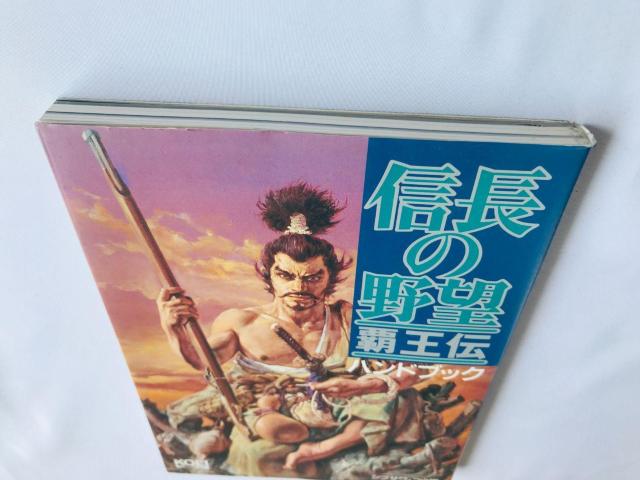 信長
の
野望
覇王伝
ハンドブック
KOEI